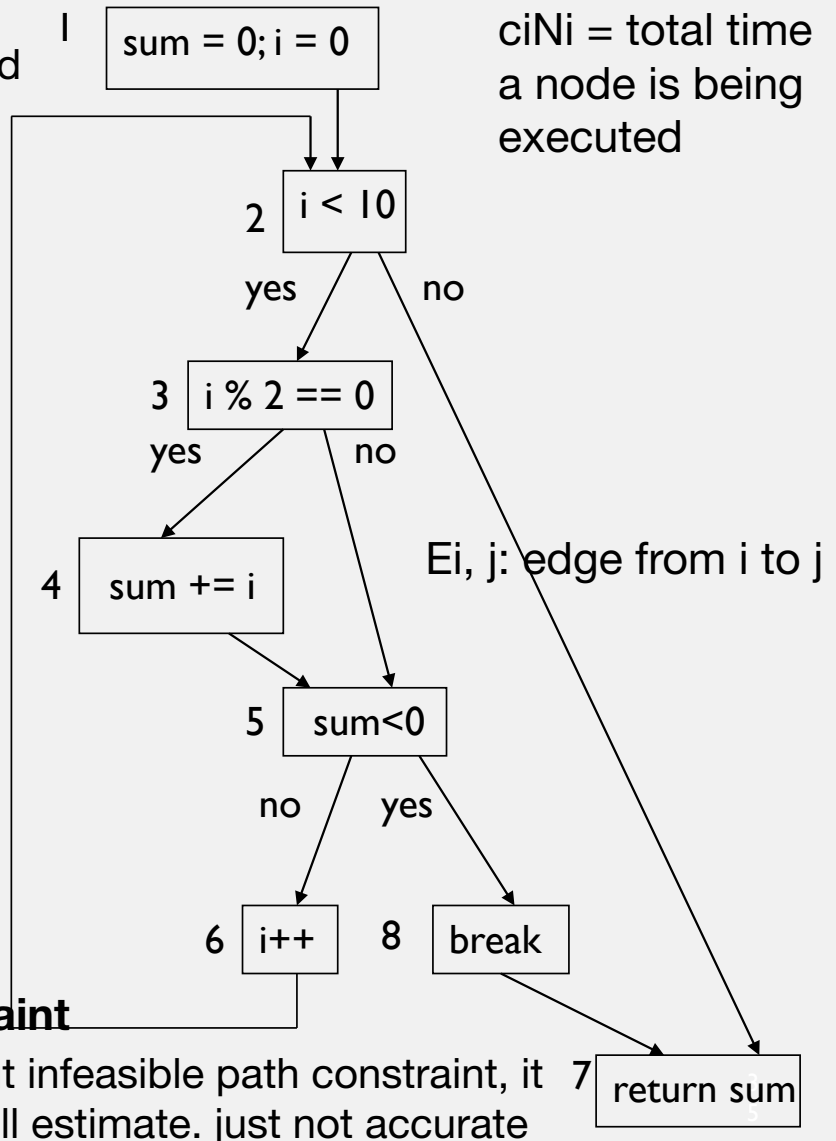 1
sum = 0; i = 0
ciNi = total time
a node is being
executed
d
2
i < 10
yes
no
3
i % 2 == 0
yes
no
4
sum += i
Ei, j: edge from i to j
5
sum<0
no
yes
6
i++
8
break
aint
t infeasible path constraint, it
7
return sum
ll estimate. just not accurate